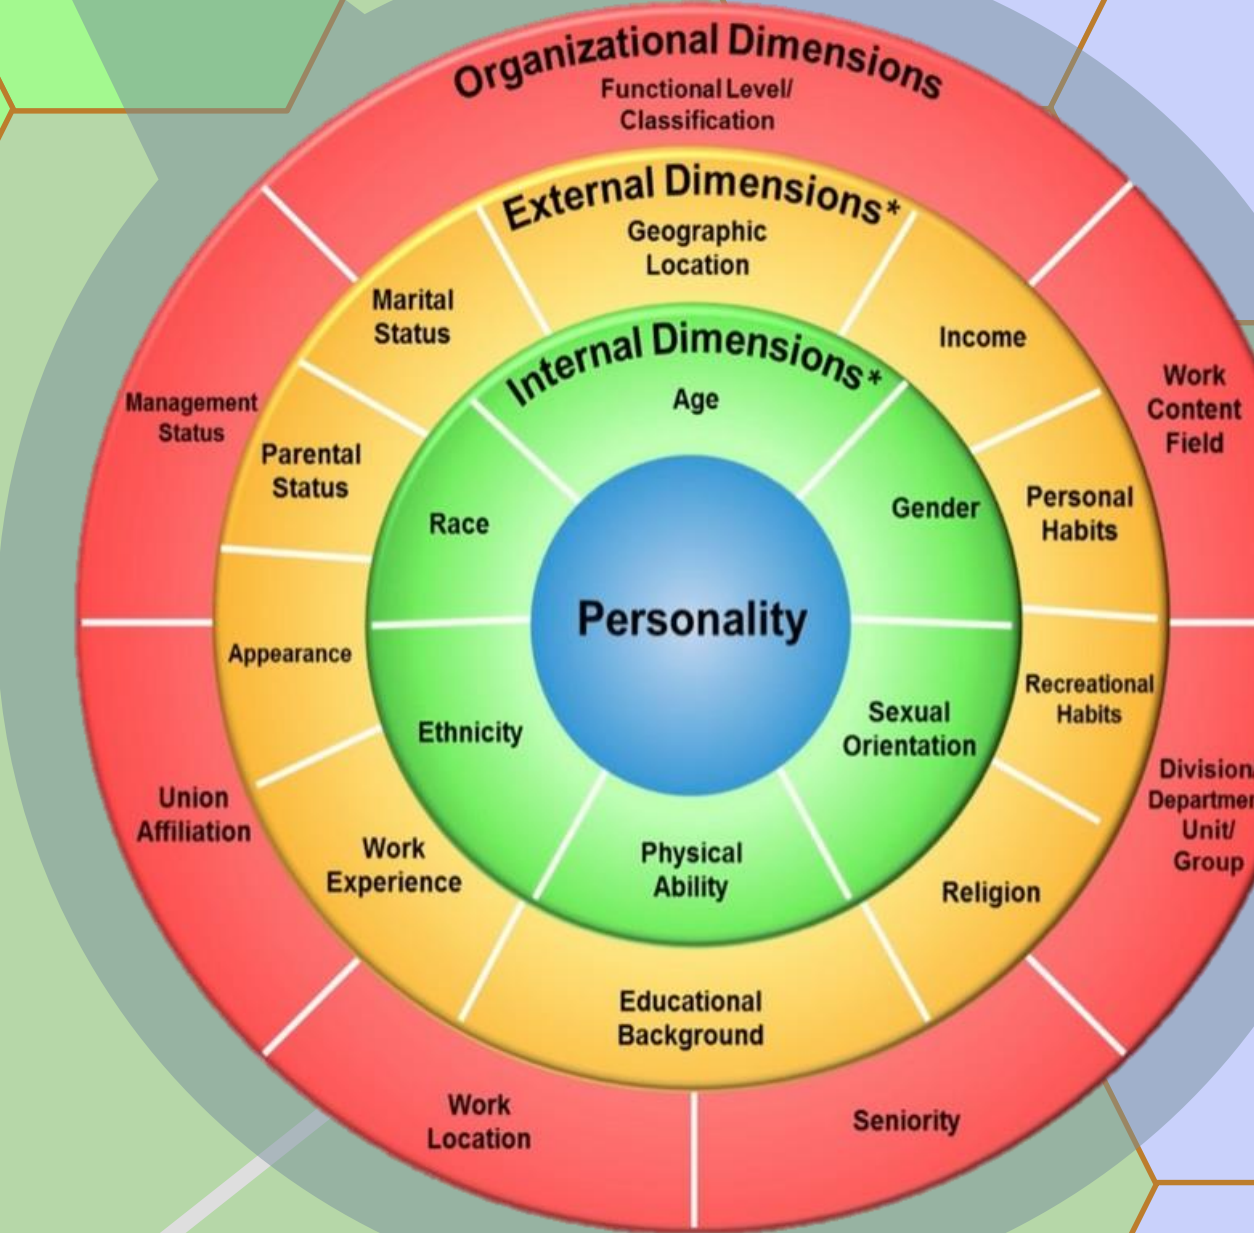 Organizational Dimensions
Functional Level/
Classification
External Dimensions*
Geographic
Location
Internal Dimensions*
Age
Marital
Status
Income
Management
Status
Work
Content
Field
Parental
Status
Race
Gender
Personal
Habits
Personality
Appearance
Recreational
Habits
Ethnicity
Sexual
Orientation
Union
Affiliation
Division/
Unit/
Group
Work
Experience
Physical
Ability
Religion
Educational
Background
Work
Location
Seniority